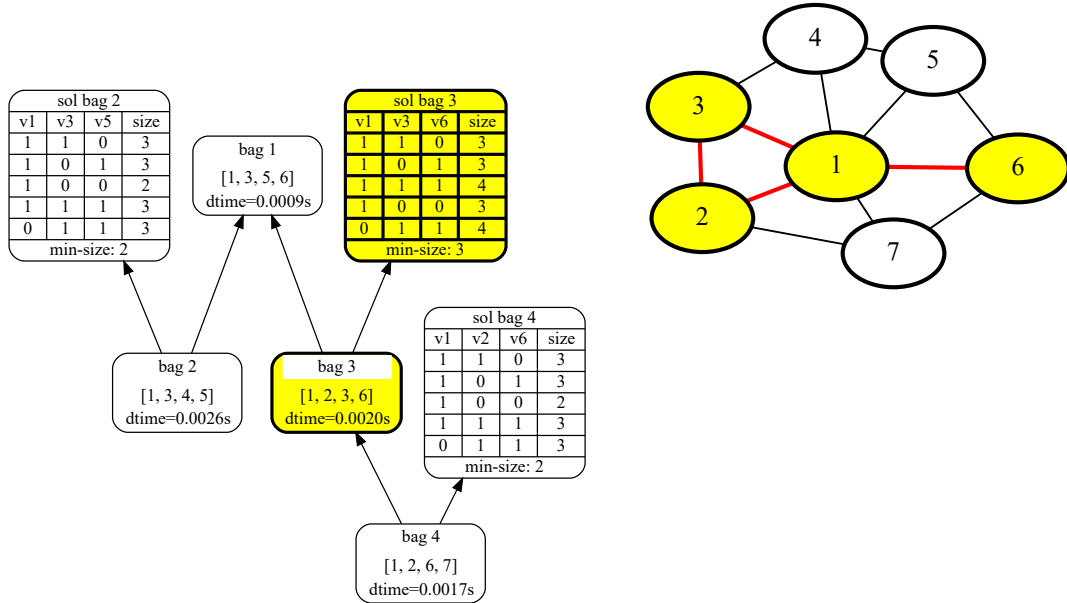 sol bag 2
v1 v3 v5 size
1 1 0 3
1 0 1 3
1 0 0 2
1 1 1 3
0 1 1 3
min-size: 2
bag 1
[1, 3, 5, 6]
dtime=0.0009s
sol bag 3
v1 v3 v6 size
1 1 0 3
1 0 1 3
1 1 1 4
1 0 0 3
0 1 1 4
min-size: 3
bag 2
[1, 3, 4, 5]
dtime=0.0026s
bag 3
[1, 2, 3, 6]
dtime=0.0020s
sol bag 4
v1 v2 v6 size
1 1 0 3
1 0 1 3
1 0 0 2
1 1 1 3
0 1 1 3
min-size: 2
bag 4
[1, 2, 6, 7]
dtime=0.0017s
4
5
3
1
6
2
7